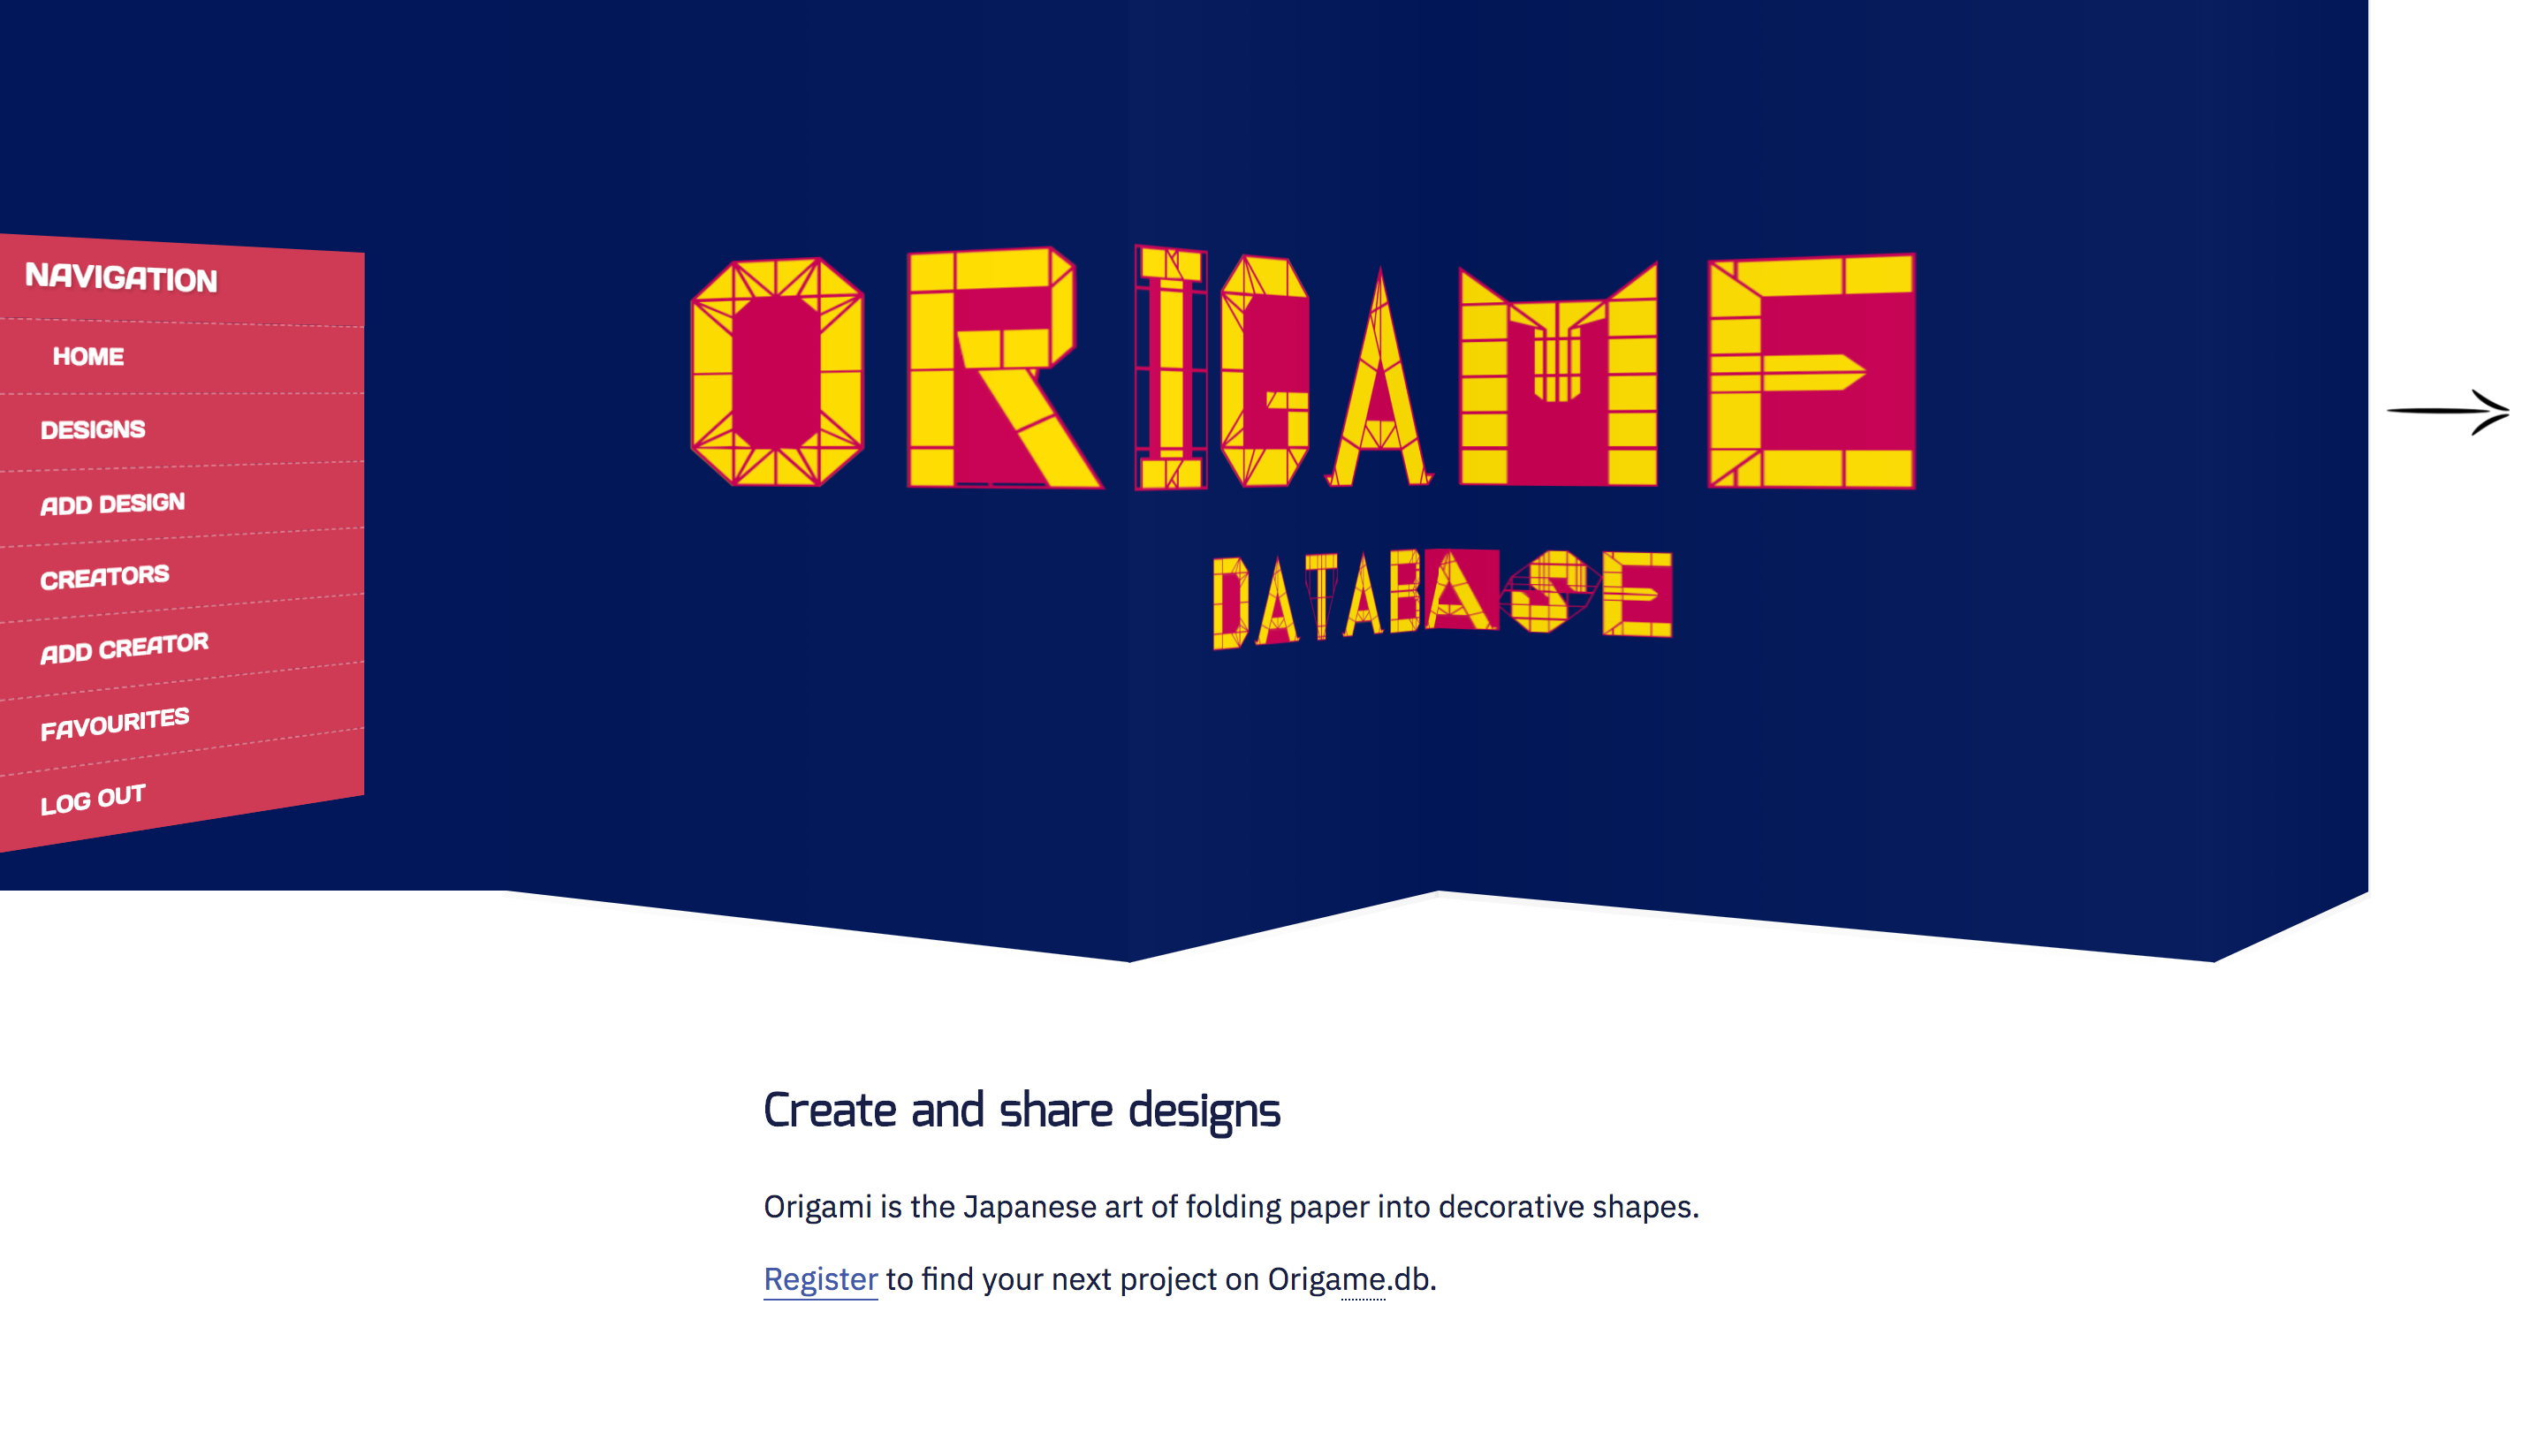 NAVIGATION
HOME
DESIGNS
ADD DESIGN
CREATORS
ADD CREATOR
FAVOURITES
LOG OUT
ORIGAME
DATABASE
Create and share designs
Origami is the Japanese art of folding paper into decorative shapes.
Register to find your next project on Origame.db.